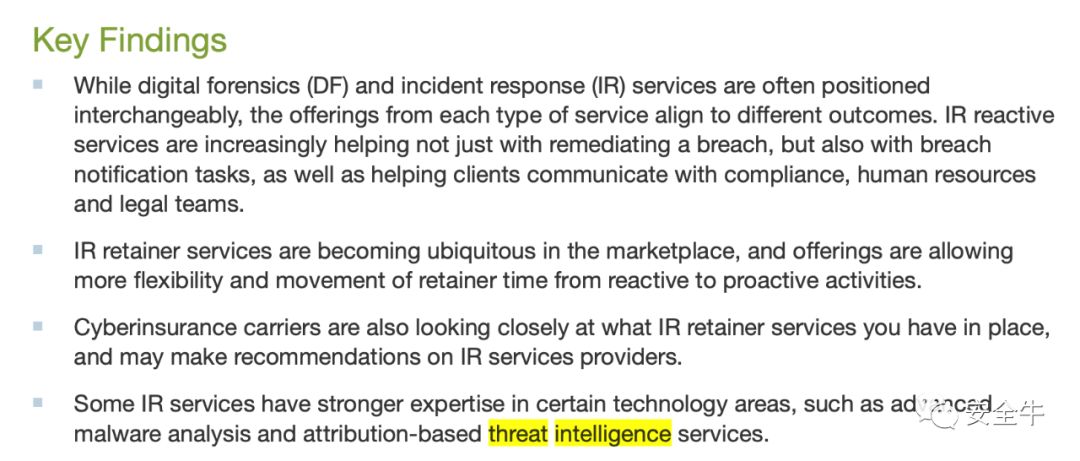 Key Findings
While digital forensics (DF) and incident response (IR) services are often positioned
interchangeably, the offerings from each type of service align to different outcomes. IR reactive
services are increasingly helping not just with remediating a breach, but also with breach
notification tasks, as well as helping clients communicate with compliance, human resources
and legal teams.
IR retainer services are becoming ubiquitous in the marketplace, and offerings are allowing
more flexibility and movement of retainer time from reactive to proactive activities.
Cyberinsurance carriers are also looking closely at what IR retainer services you have in place,
and may make recommendations on IR services providers.
Some IR services have stronger expertise in certain technology areas, such as advanced
malware analysis and attribution-based threat intelligence services.
安全牛